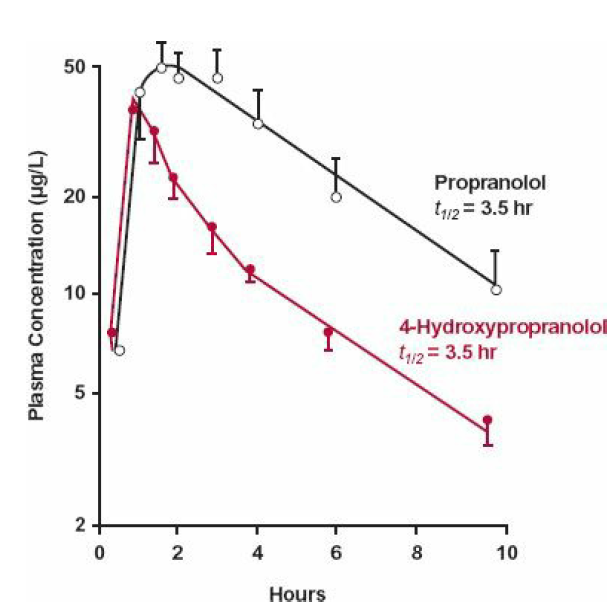 50
20
10
5
2
Plasma Concentration (µg/L)
Propranolol
t1/2 = 3.5 hr
4-Hydroxypropranolol
t1/2 = 3.5 hr
0 2 4 6 8 10
Hours